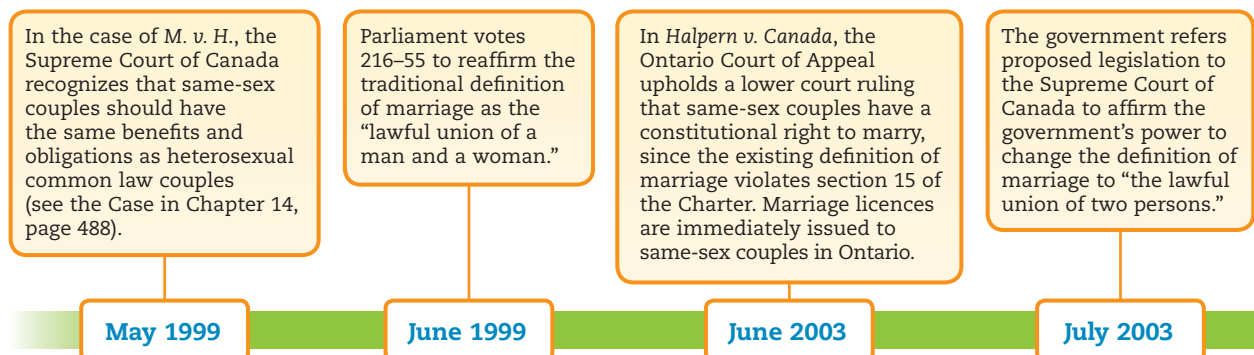 In the case of M. v. H., the
Supreme Court of Canada
recognizes that same-sex
couples should have
the same benefits and
obligations as heterosexual
common law couples
(see the Case in Chapter 14,
page 488).
Parliament votes
216–55 to reaffirm the
traditional definition
of marriage as the
“lawful union of a
man and a woman.”
In Halpern v. Canada, the
Ontario Court of Appeal
upholds a lower court ruling
that same-sex couples have a
constitutional right to marry,
since the existing definition of
marriage violates section 15 of
the Charter. Marriage licences
are immediately issued to
same-sex couples in Ontario.
The government refers
proposed legislation to
the Supreme Court of
Canada to affirm the
government’s power to
change the definition of
marriage to “the lawful
union of two persons.”
May 1999
June 1999
June 2003
July 2003